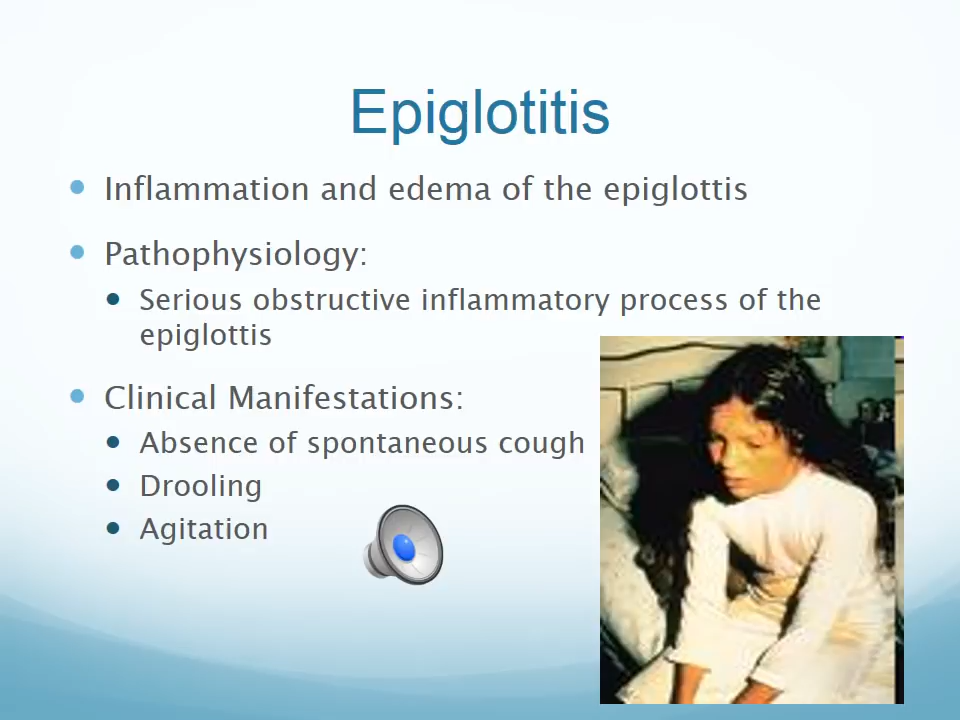 Epiglotitis
Inflammation and edema of the epiglottis
Pathophysiology:
Serious obstructive inflammatory process of the
epiglottis
Clinical Manifestations:
Absence of spontaneous cough
Drooling
Agitation